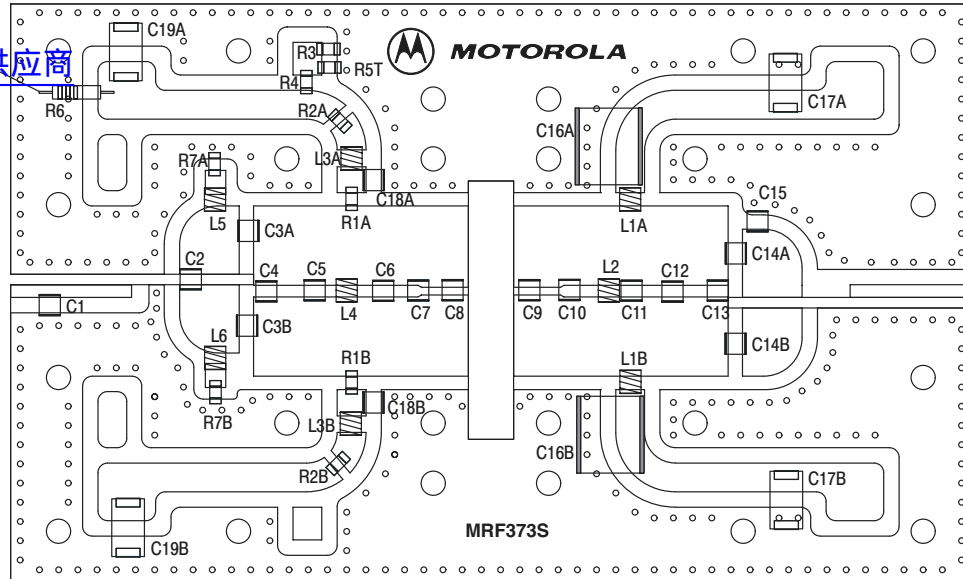 C19A
R3
MOTOROLA
供应商
R5T
R4
R6
C17A
R2A
C16A
L3A
R7A
C18A
L5
R1A
L1A
C15
C3A
C14A
C2
C4
C5
C6
L2
C12
C1
L4
C7
C8
C9
C10
C11
C13
C3B
L6
C14B
R1B
L1B
R7B
C18B
L3B
C16B
R2B
C17B
MRF373S
C19B